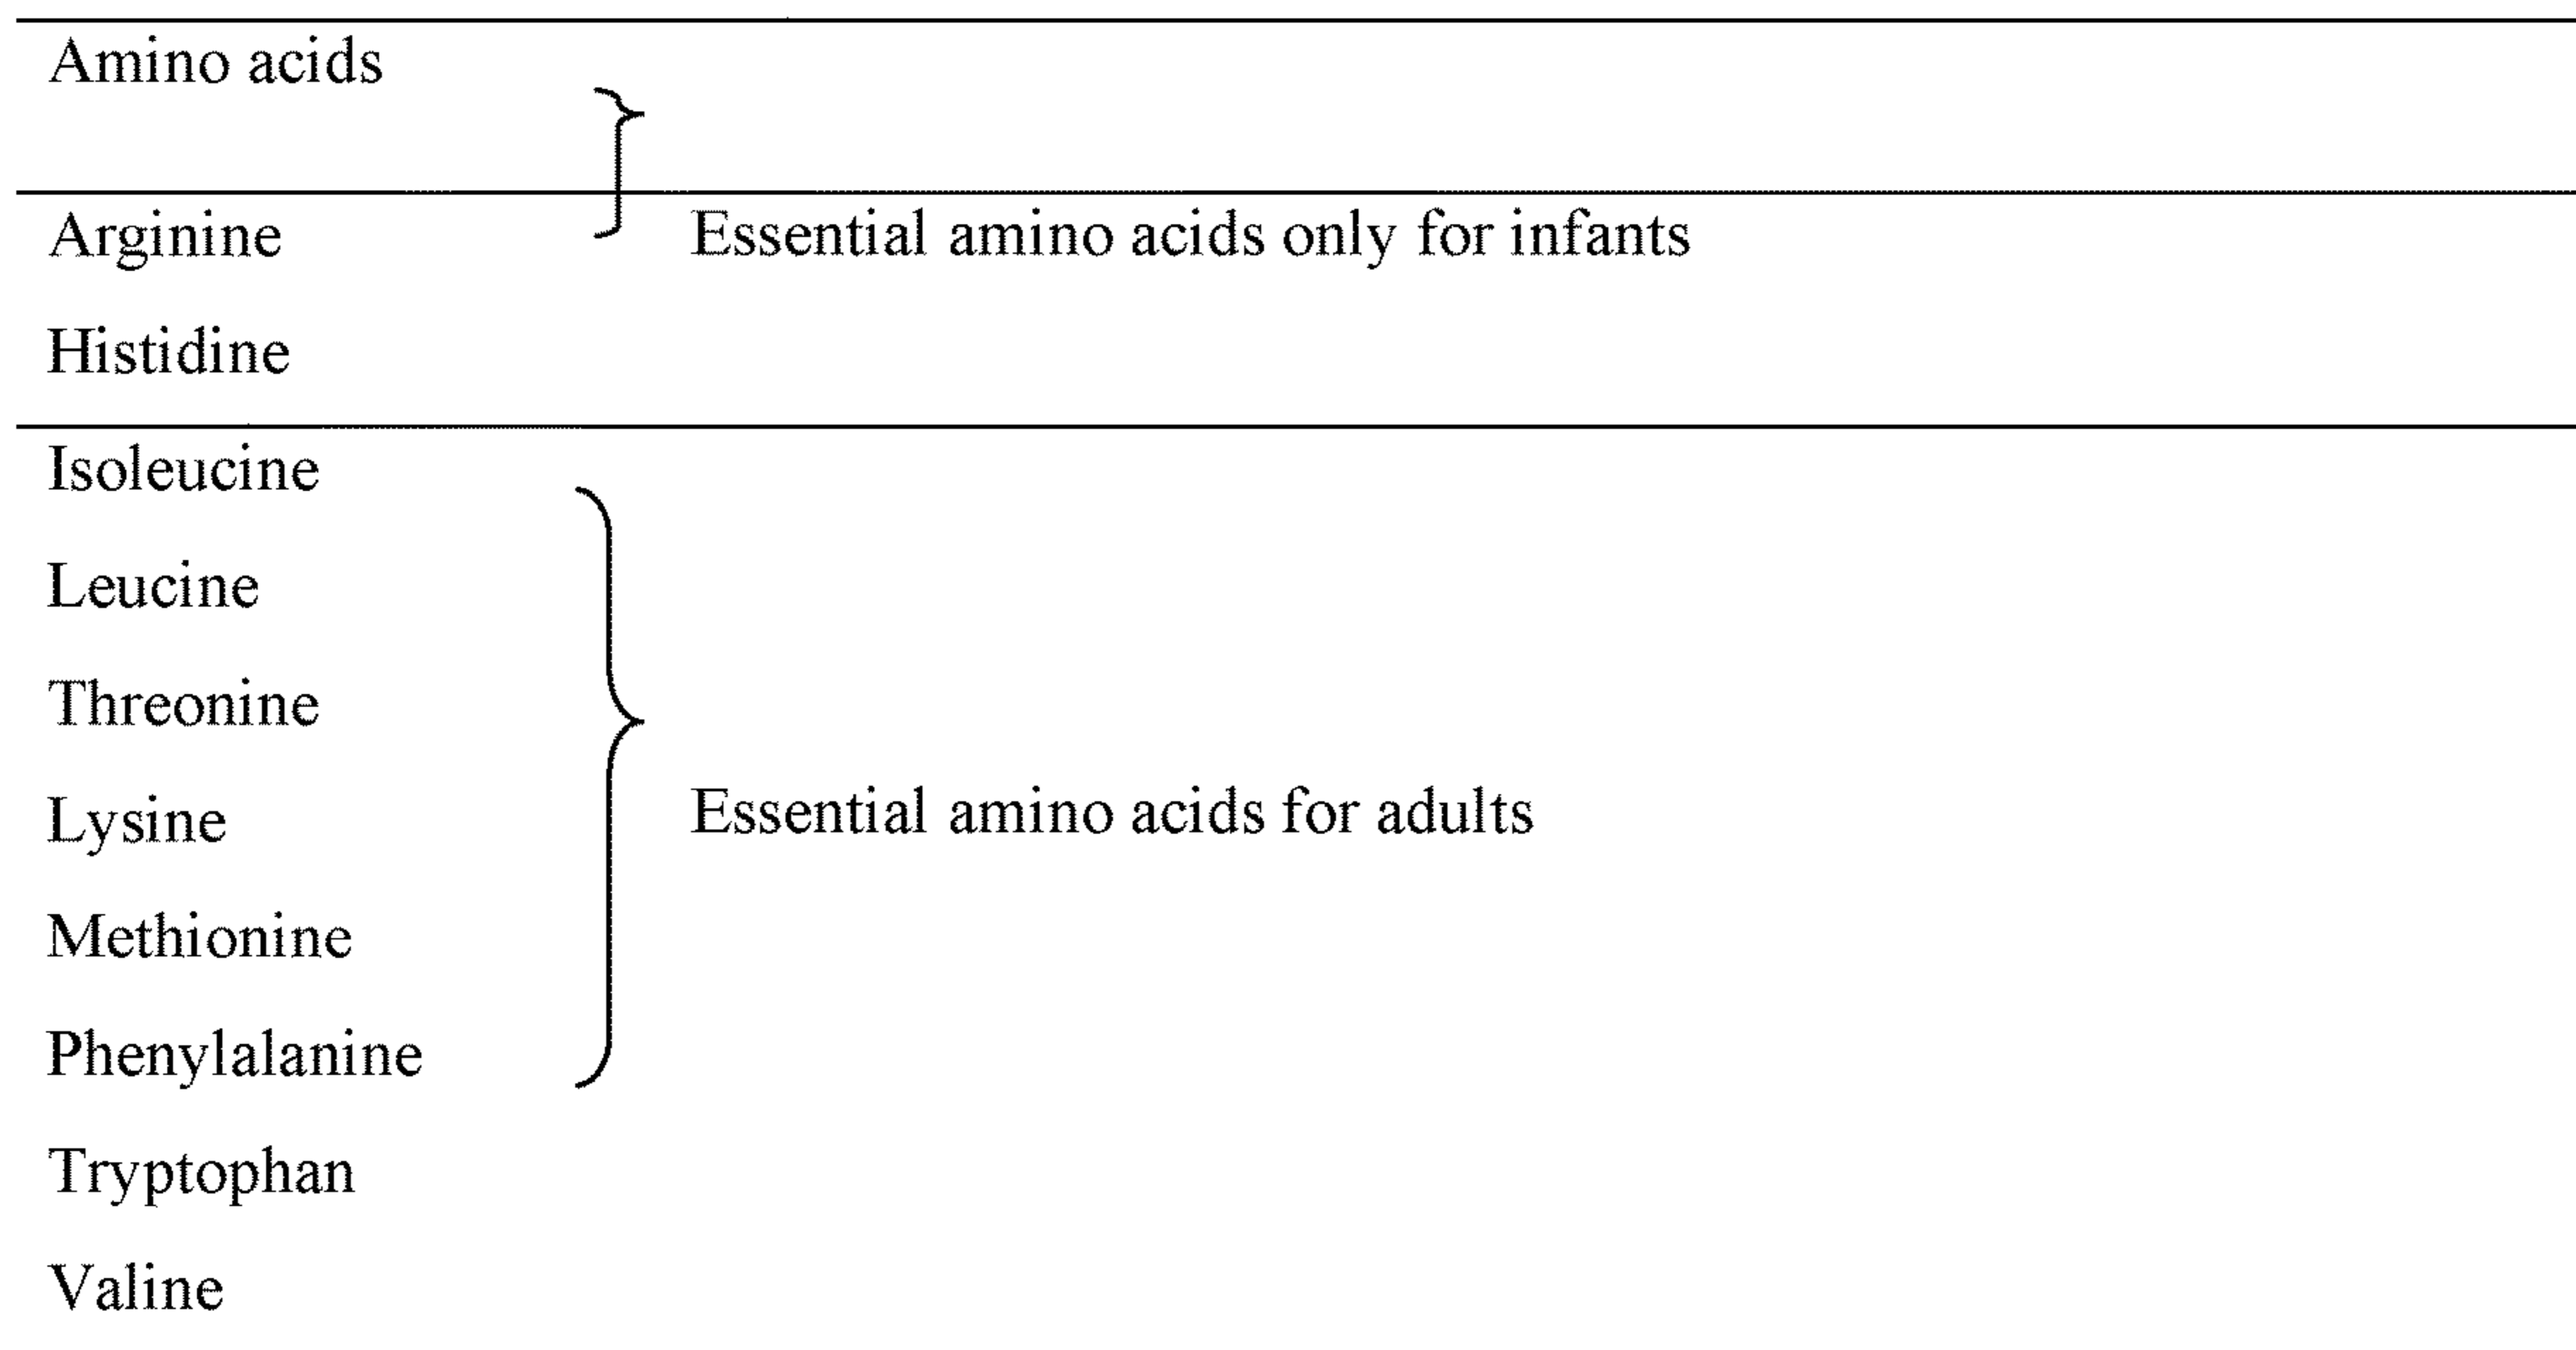 Amino acids
Arginine Essential amino acids only for infants
Histidine
Isoleucine
Leucine
Threonine
Lysine Essential amino acids for adults
Methionine
Phenylalanine
Tryptophan
Valine